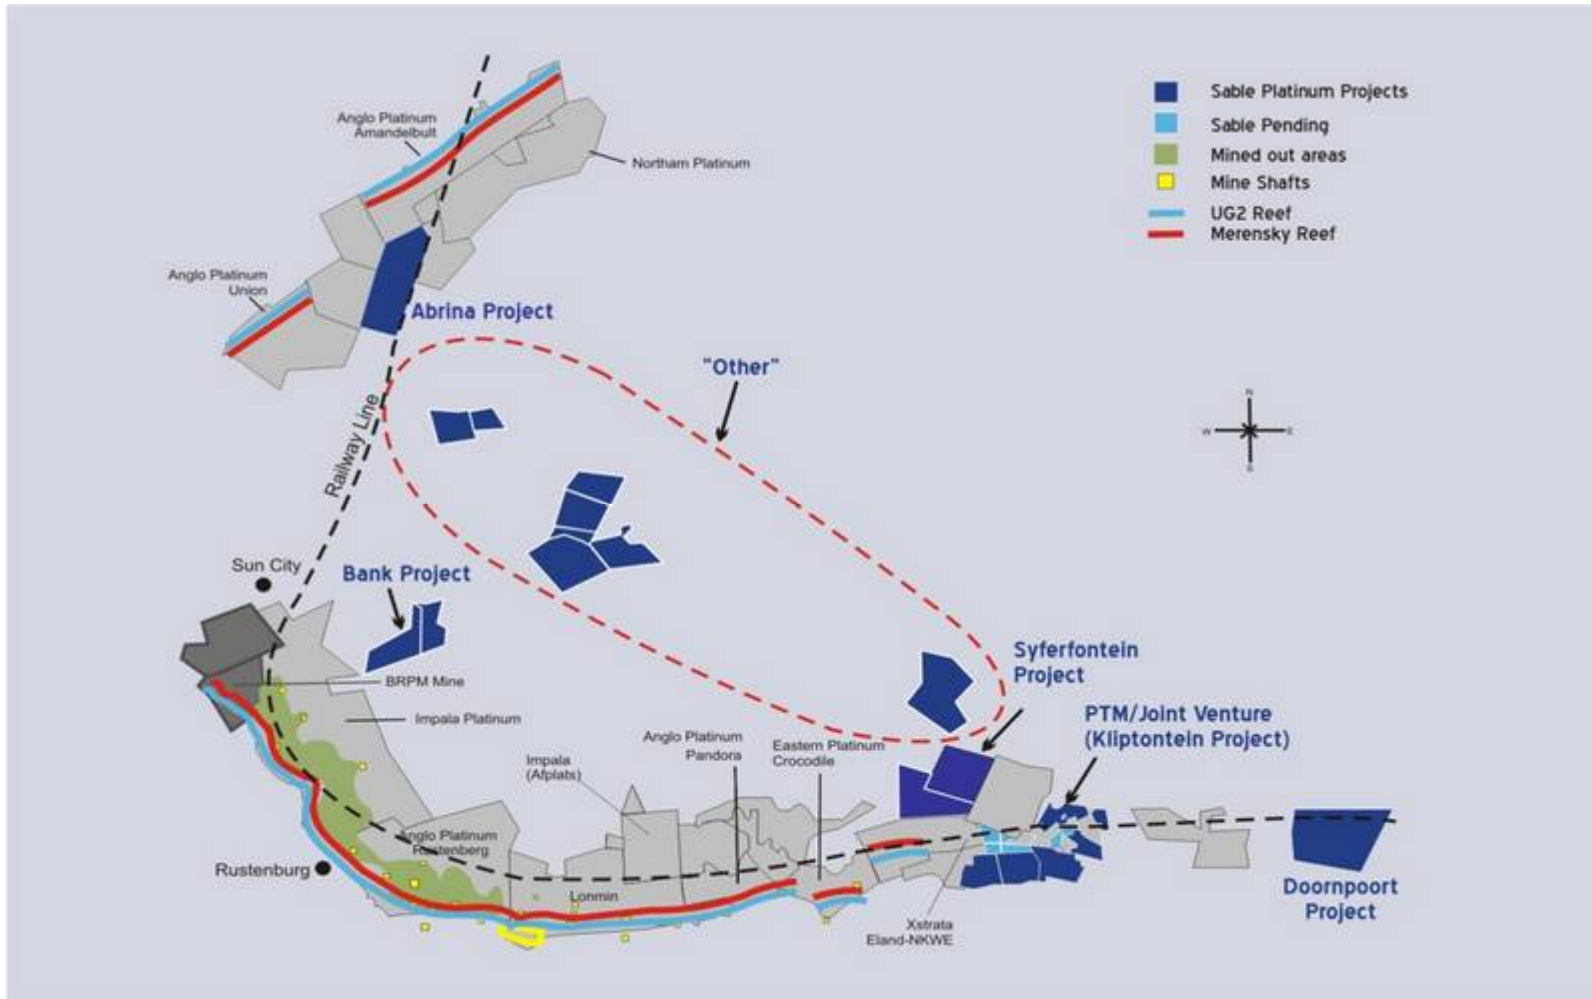 Anglo Platinum
Amandelbult
Northam Platinum
Anglo Platinum
Union
Abrina Project
"Other"
Railway Line
Sun City
Bank Project
BRPM Mine
Impala Platinum
Syferfontein
Project
PTM/Joint Venture
(Kliptontein Project)
Anglo Platinum
Pandora
Eastern Platinum
Crocodile
Impala
(Afplats)
Anglo Platinum
Rustenberg
Rustenburg
Lonmin
Xstrata
Eland-NKWE
Doornpoort
Project
Sable Platinum Projects
Sable Pending
Mined out areas
Mine Shafts
UG2 Reef
Merensky Reef
N
W
E
S